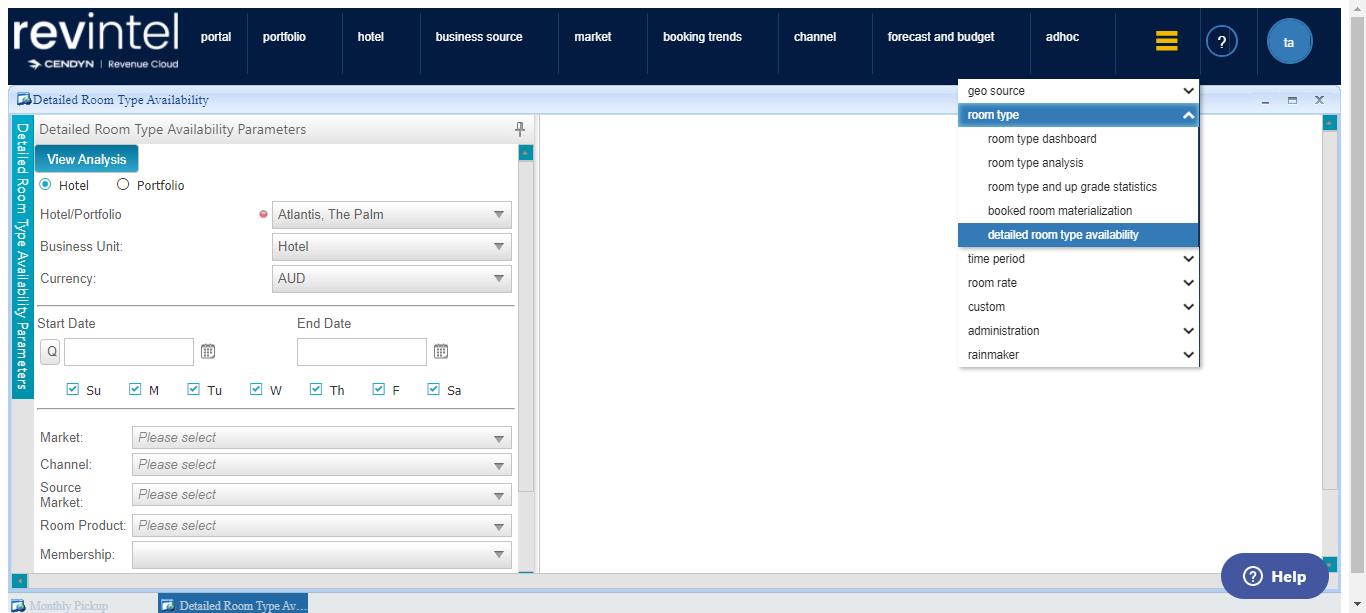 revintel
CENDYN | Revenue Cloud
portal
portfolio
hotel
business source
market
booking trends
channel
forecast and budget
adhoc
?
ta
Detailed Room Type Availability
Detailed Room Type Availability Parameters
Detailed Room Type Availability Parameters
View Analysis
Hotel
Portfolio
Hotel/Portfolio
Atlantis, The Palm
Business Unit:
Hotel
Currency:
AUD
Start Date
End Date
Q
Su
M
Tu
W
Th
F
Sa
Market:
Please select
Channel:
Please select
Source
Market:
Please select
Room Product:
Please select
Membership:
geo source
room type
room type dashboard
room type analysis
room type and up grade statistics
booked room materialization
detailed room type availability
time period
room rate
custom
administration
rainmaker
? Help
Monthly Pickup
Detailed Room Type Av...